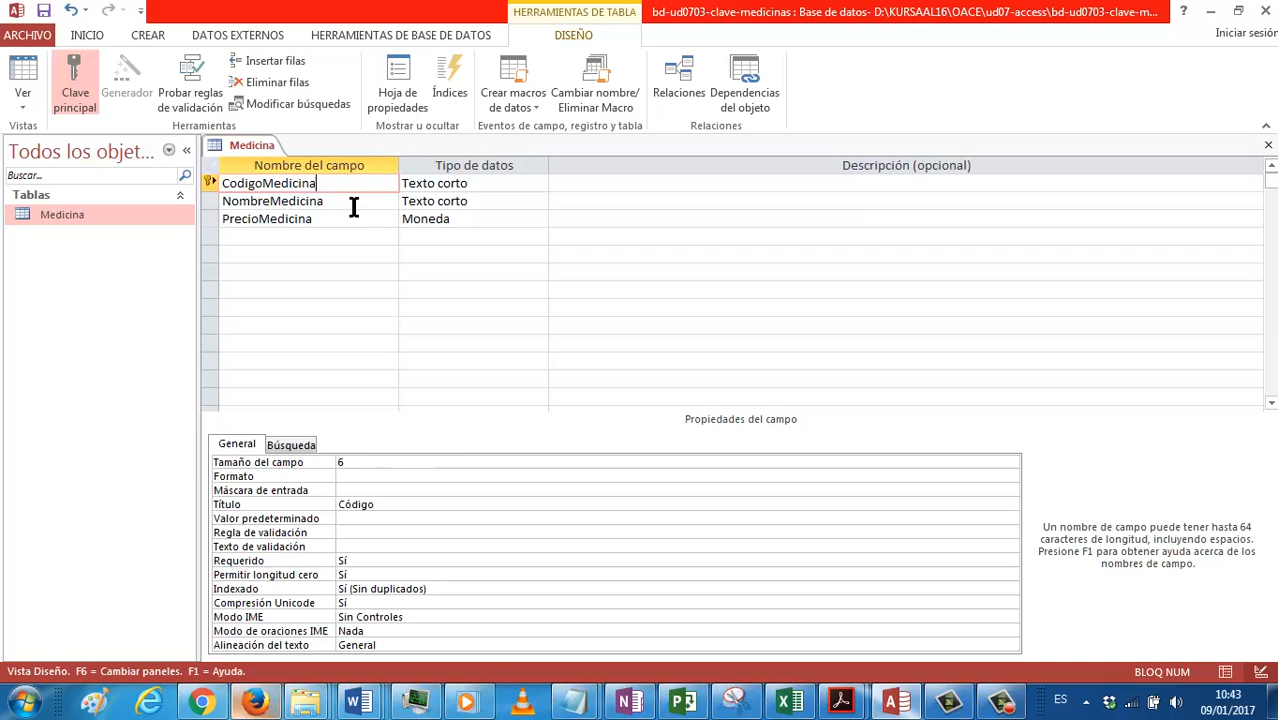 HERRAMIENTAS DE TABLA
bd-ud0703-clave-medicinas : Base de datos- D:\KURSAAL16\OACE\ud07-access\bd-ud0703-clave-m...
?
ARCHIVO INICIO CREAR DATOS EXTERNOS HERRAMIENTAS DE BASE DE DATOS DISEÑO Iniciar sesión
Ver
Clave principal
Generador
Probar reglas de validación
Insertar filas
Eliminar filas
Modificar búsquedas
Hoja de propiedades
Índices
Crear macros de datos
Cambiar nombre/ Eliminar Macro
Relaciones
Dependencias del objeto
Vistas Herramientas Mostrar u ocultar Eventos de campo, registro y tabla Relaciones
Todos los objet...
Buscar...
Tablas
Medicina
Medicina
Nombre del campo Tipo de datos Descripción (opcional)
CodigoMedicina Texto corto
NombreMedicina Texto corto
PrecioMedicina Moneda
Propiedades del campo
General Búsqueda
Tamaño del campo 6
Formato
Máscara de entrada
Título Código
Valor predeterminado
Regla de validación
Texto de validación
Requerido Sí
Permitir longitud cero Sí
Indexado Sí (Sin duplicados)
Compresión Unicode Sí
Modo IME Sin Controles
Modo de oraciones IME Nada
Alineación del texto General
Un nombre de campo puede tener hasta 64
caracteres de longitud, incluyendo espacios.
Presione F1 para obtener ayuda acerca de los
nombres de campo.
Vista Diseño. F6 = Cambiar paneles. F1 = Ayuda. BLOQ NUM
ES
10:43
09/01/2017